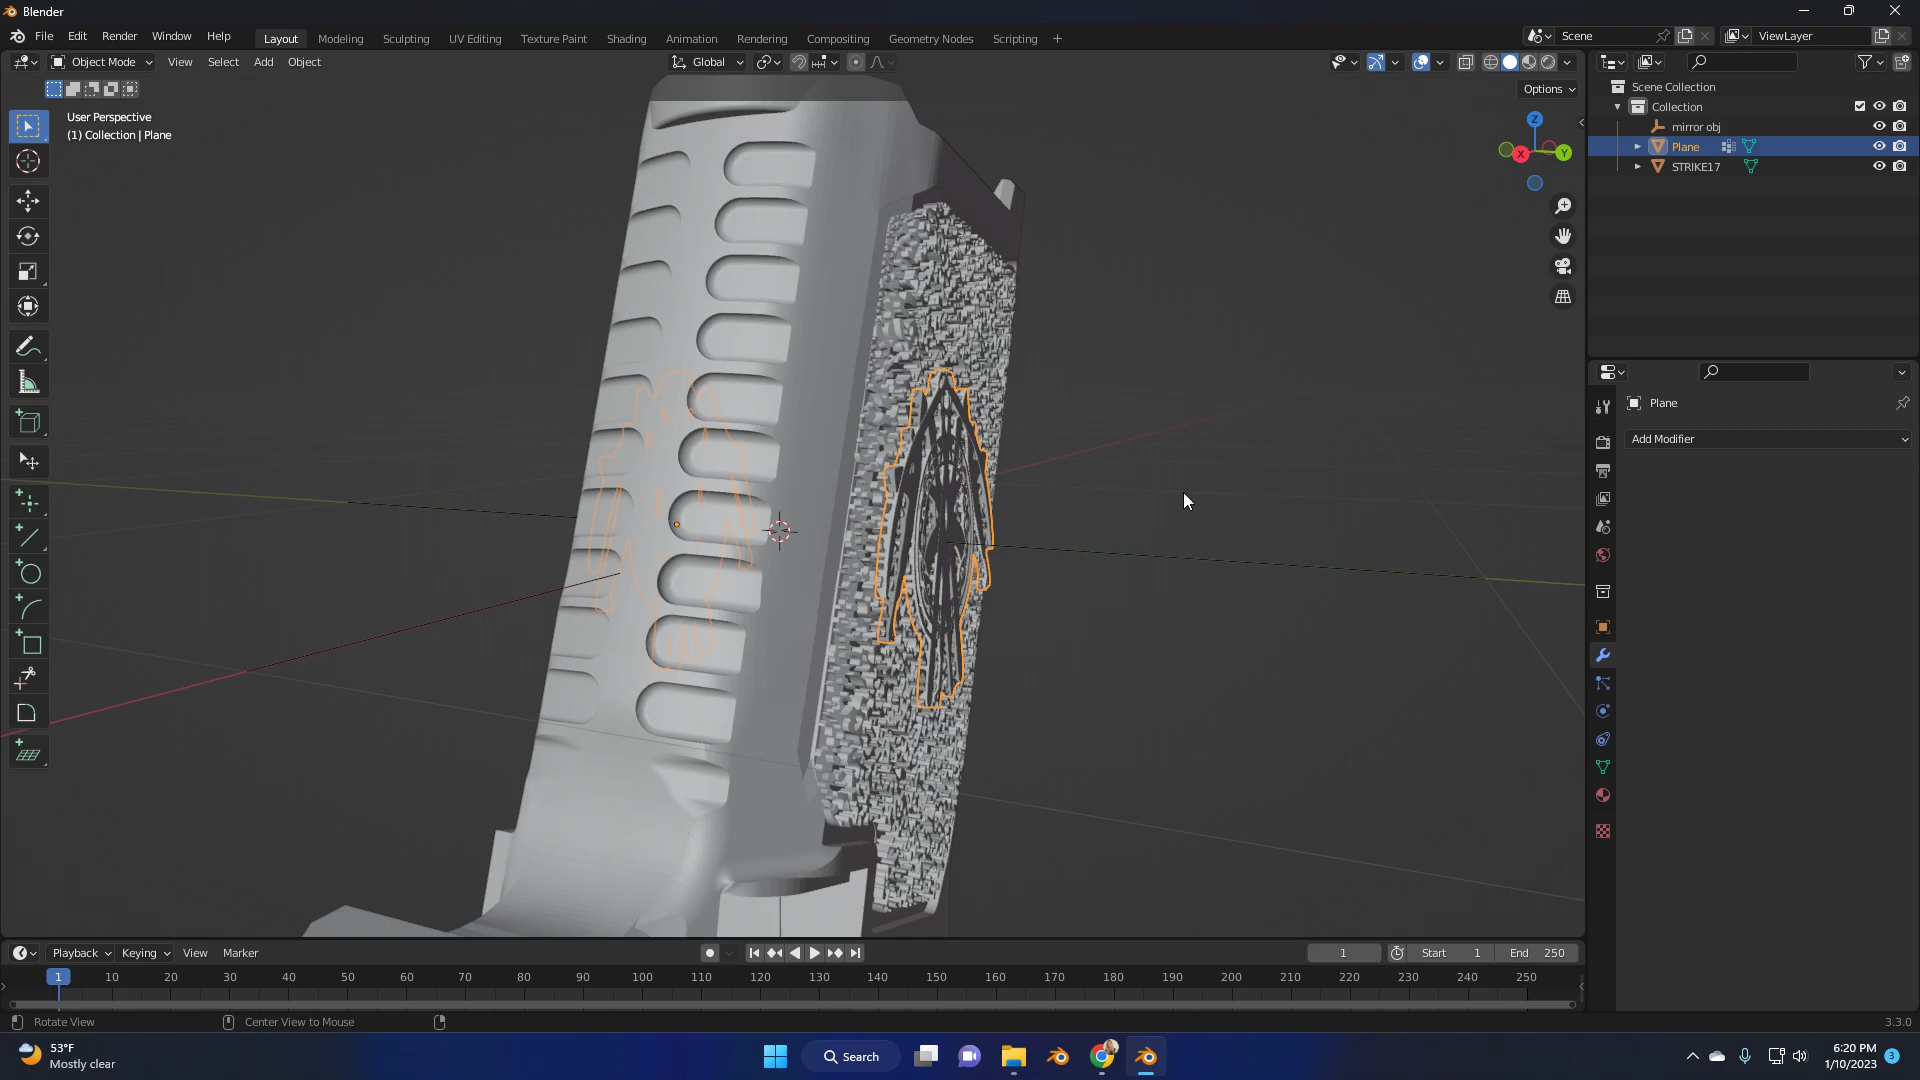 Blender
File Edit Render Window Help
Layout Modeling Sculpting UV Editing Texture Paint Shading Animation Rendering Compositing Geometry Nodes Scripting +
Scene
ViewLayer
Object Mode View Select Add Object
Global
Options
User Perspective
(1) Collection | Plane
Z
X
Y
Scene Collection
Collection
mirror obj
Plane
STRIKE17
Plane
Add Modifier
Playback Keying View Marker
1
Start 1
End 250
1 10 20 30 40 50 60 70 80 90 100 110 120 130 140 150 160 170 180 190 200 210 220 230 240 250
Rotate View
Center View to Mouse
3.3.0
53°F
Mostly clear
Search
6:20 PM
1/10/2023
3